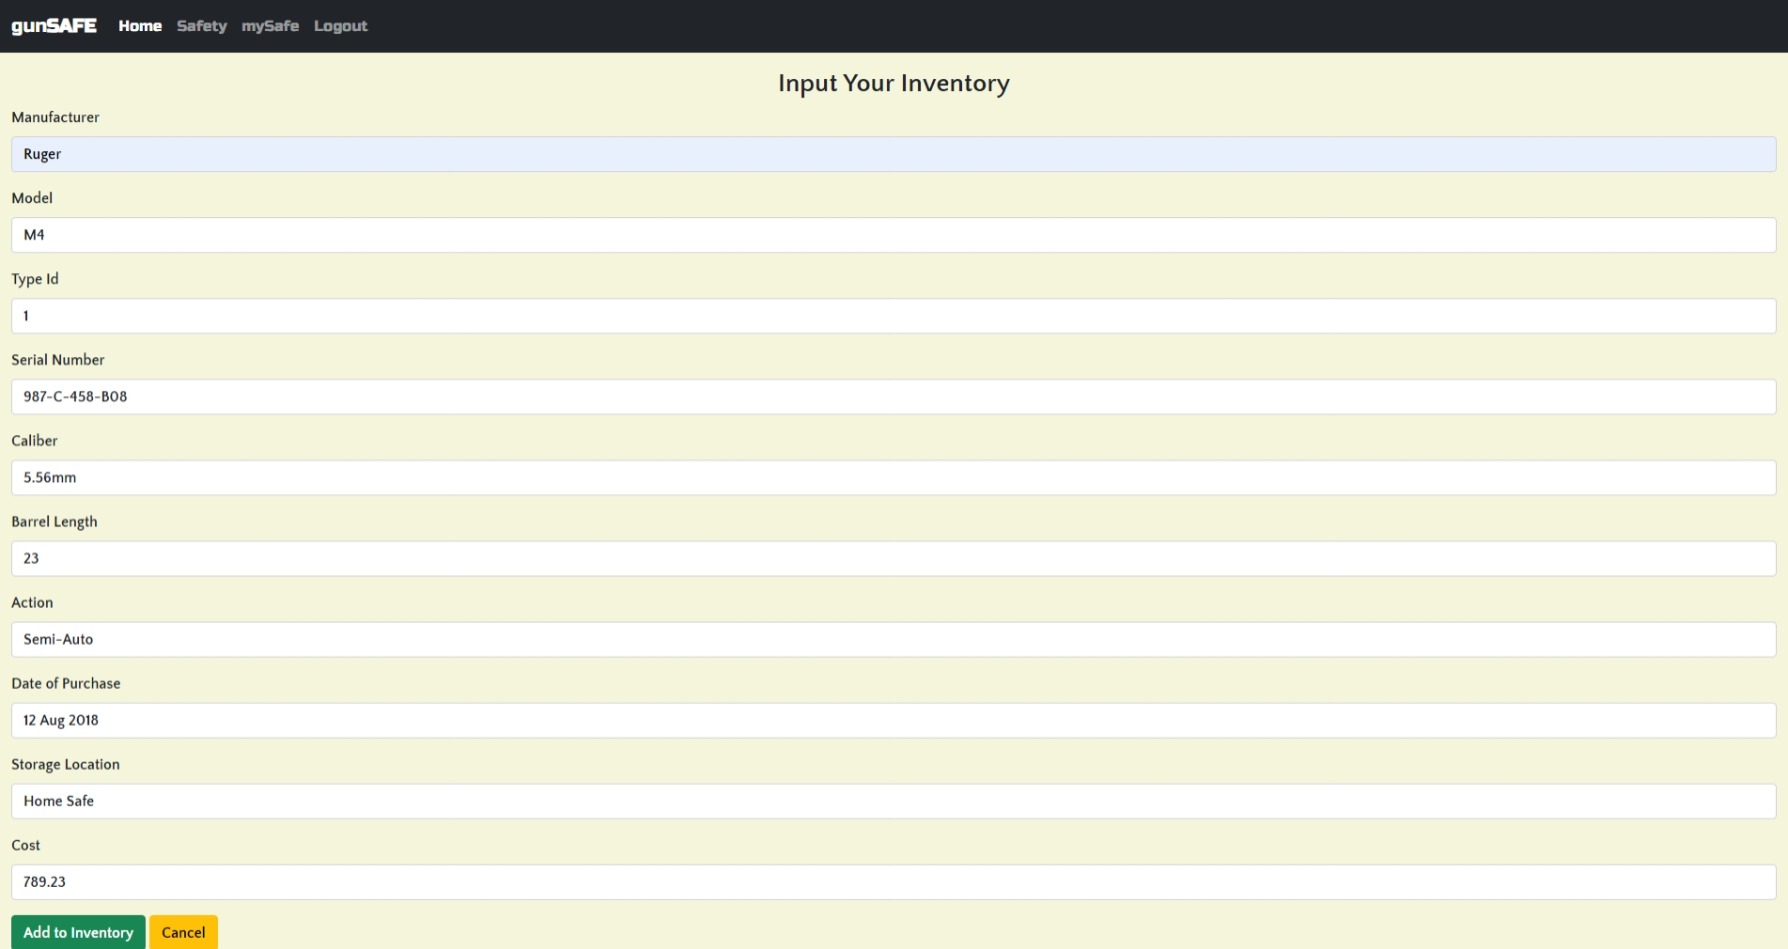 gunSAFE Home Safety mySafe Logout
Input Your Inventory
Manufacturer
Ruger
Model
M4
Type Id
1
Serial Number
987-C-458-B08
Caliber
5.56mm
Barrel Length
23
Action
Semi-Auto
Date of Purchase
12 Aug 2018
Storage Location
Home Safe
Cost
789.23
Add to Inventory Cancel